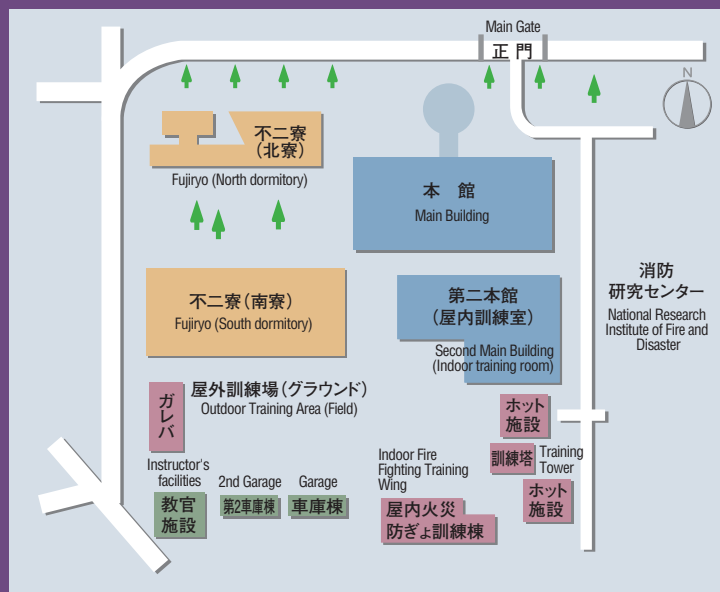 Main Gate
正門
N
不二寮
(北寮)
Fujiryo (North dormitory)
本 館
Main Building
不二寮(南寮)
Fujiryo (South dormitory)
第二本館
(屋内訓練室)
Second Main Building
(Indoor training room)
消防
研究センター
National Research
Institute of Fire and
Disaster
ガレバ
屋外訓練場(グラウンド)
Outdoor Training Area (Field)
ホット
施設
訓練塔
Training
Tower
ホット
施設
Instructor's
facilities
教官
施設
2nd Garage
第2車庫棟
Garage
車庫棟
Indoor Fire
Fighting Training
Wing
屋内火災
防ぎょ訓練棟